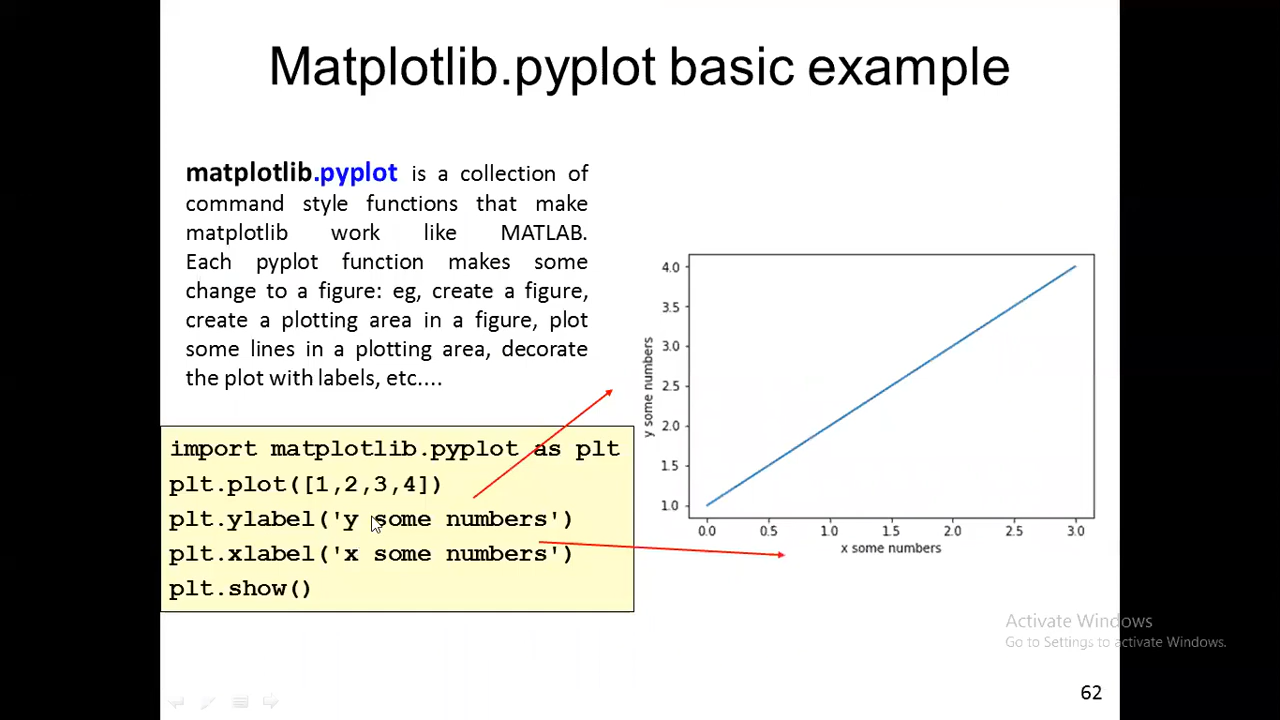 Matplotlib.pyplot basic example
matplotlib.pyplot is a collection of
command style functions that make
matplotlib work like MATLAB.
Each pyplot function makes some
change to a figure: eg, create a figure,
create a plotting area in a figure, plot
some lines in a plotting area, decorate
the plot with labels, etc....
import matplotlib.pyplot as plt
plt.plot([1,2,3,4])
plt.ylabel('y some numbers')
plt.xlabel('x some numbers')
plt.show()
y some numbers
4.0
3.5
3.0
2.5
2.0
1.5
1.0
0.0 0.5 1.0 1.5 2.0 2.5 3.0
x some numbers
Activate Windows
Go to Settings to activate Windows.
62